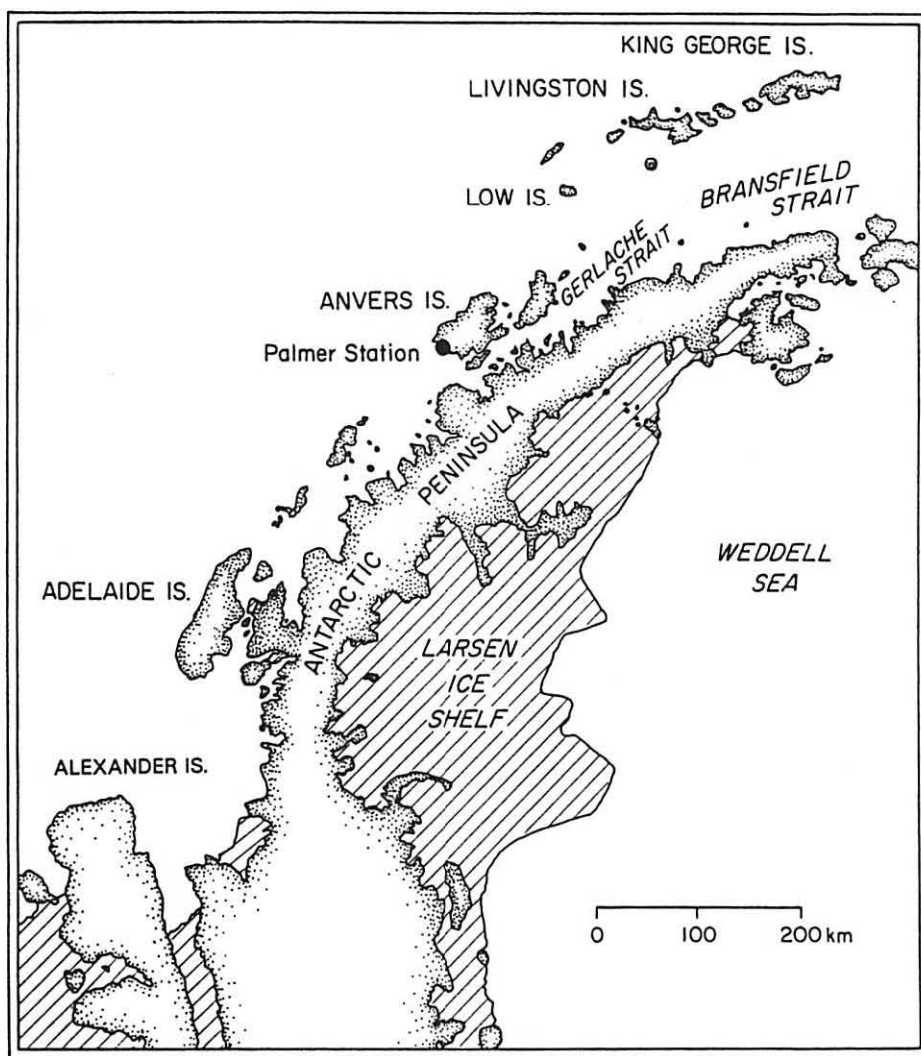 KING GEORGE IS.
LIVINGSTON IS.
LOW IS.
BRANSFIELD
STRAIT
GERLACHE
STRAIT
ANVERS IS.
Palmer Station
ANTARCTIC PENINSULA
WEDDELL
SEA
ADELAIDE IS.
LARSEN
ICE
SHELF
ALEXANDER IS.
0 100 200 km